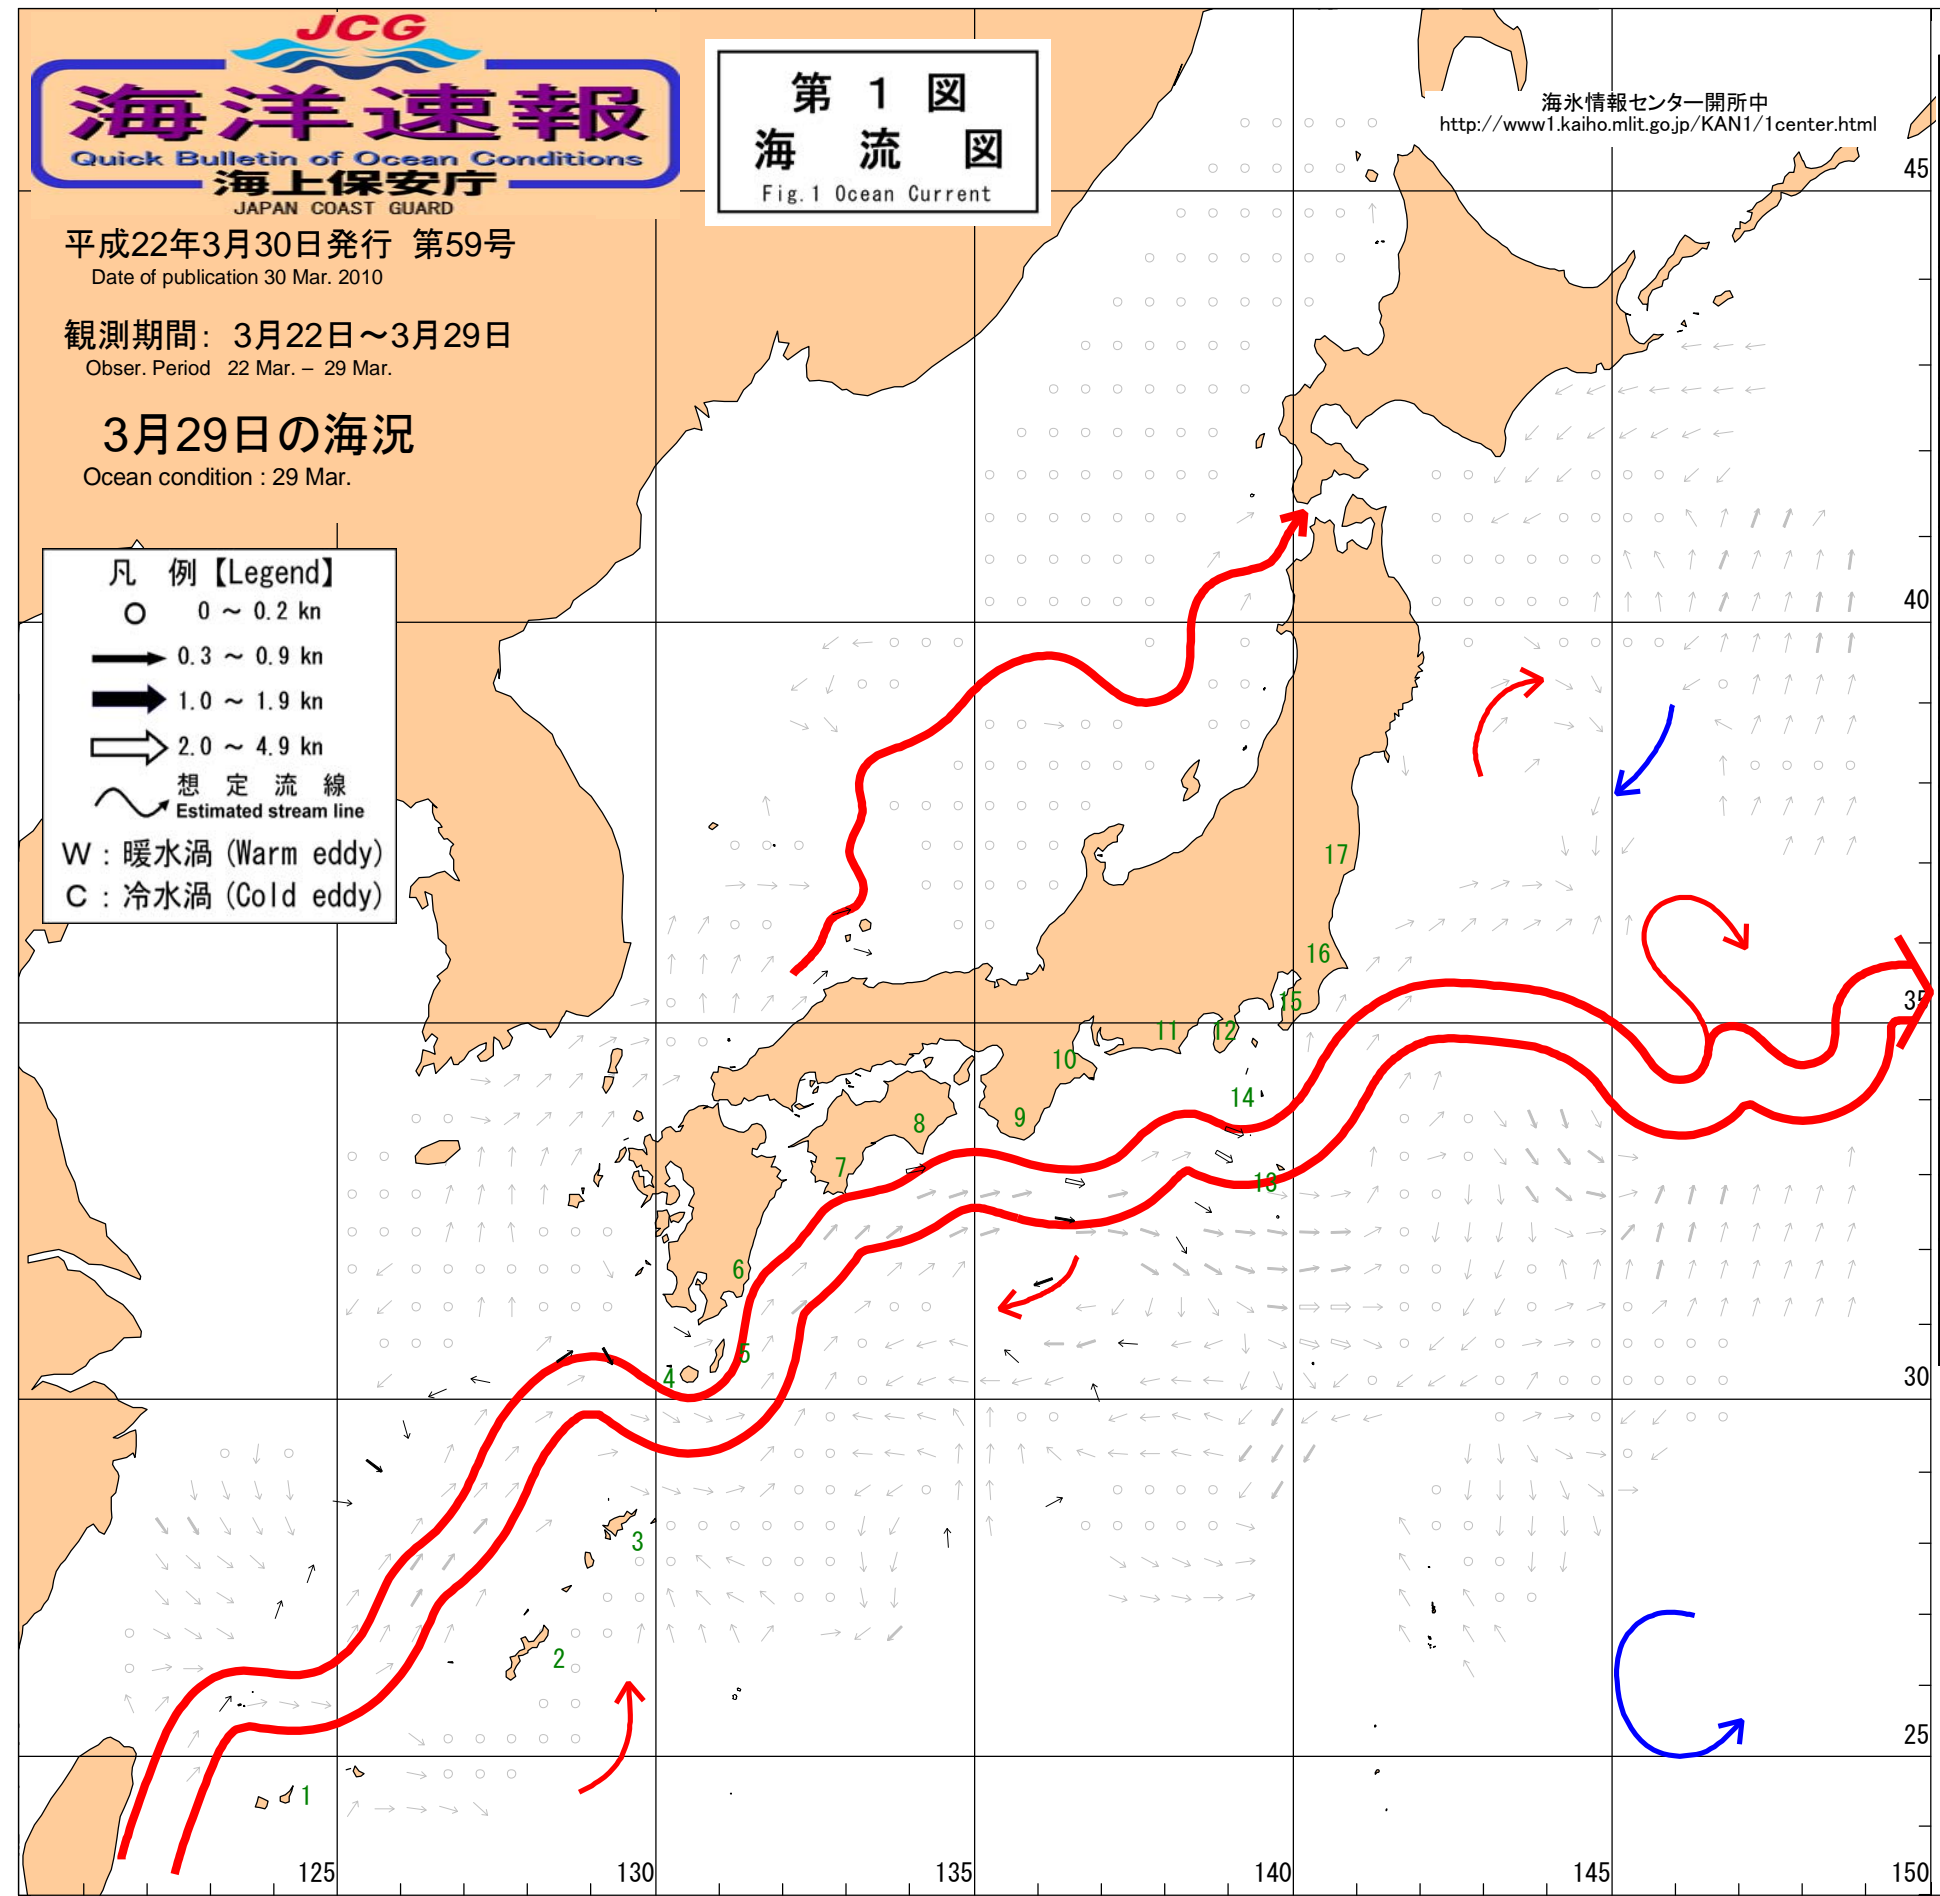 JCG
海洋速報
Quick Bulletin of Ocean Conditions
海上保安庁
JAPAN COAST GUARD
第 1 図
海 流 図
Fig.1 Ocean Current
海氷情報センター開所中
http://www1.kaiho.mlit.go.jp/KAN1/1center.html
平成22年3月30日発行 第59号
Date of publication 30 Mar. 2010
観測期間: 3月22日～3月29日
Obser. Period 22 Mar. – 29 Mar.
3月29日の海況
Ocean condition : 29 Mar.
凡 例【Legend】
0 ～ 0.2 kn
0.3 ～ 0.9 kn
1.0 ～ 1.9 kn
2.0 ～ 4.9 kn
想 定 流 線
Estimated stream line
W : 暖水渦 (Warm eddy)
C : 冷水渦 (Cold eddy)
45
40
17
16
35
15
11
12
10
14
9
8
7
13
6
5
4
30
3
2
25
1
125
130
135
140
145
150